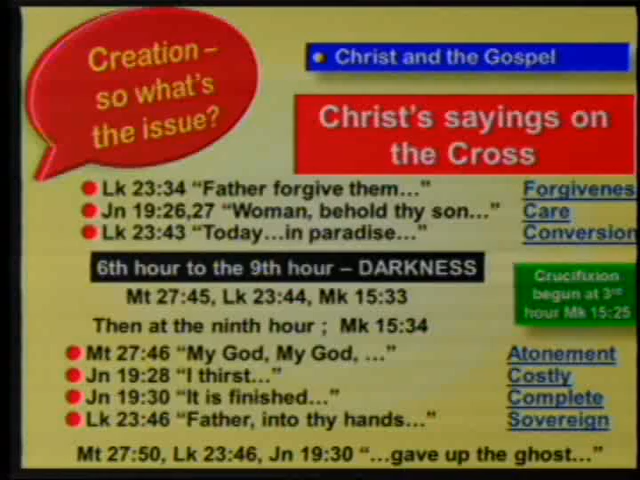 Creation –
so what's
the issue?
• Christ and the Gospel
Christ's sayings on
the Cross
Lk 23:34 “Father forgive them…” Forgivenes
Jn 19:26,27 “Woman, behold thy son…” Care
Lk 23:43 “Today…in paradise…” Conversion
6th hour to the 9th hour – DARKNESS
Mt 27:45, Lk 23:44, Mk 15:33
Crucifixion
begun at 3rd
hour Mk 15:25
Then at the ninth hour ; Mk 15:34
Mt 27:46 “My God, My God, …” Atonement
Jn 19:28 “I thirst…” Costly
Jn 19:30 “It is finished…” Complete
Lk 23:46 “Father, into thy hands…” Sovereign
Mt 27:50, Lk 23:46, Jn 19:30 “…gave up the ghost…”